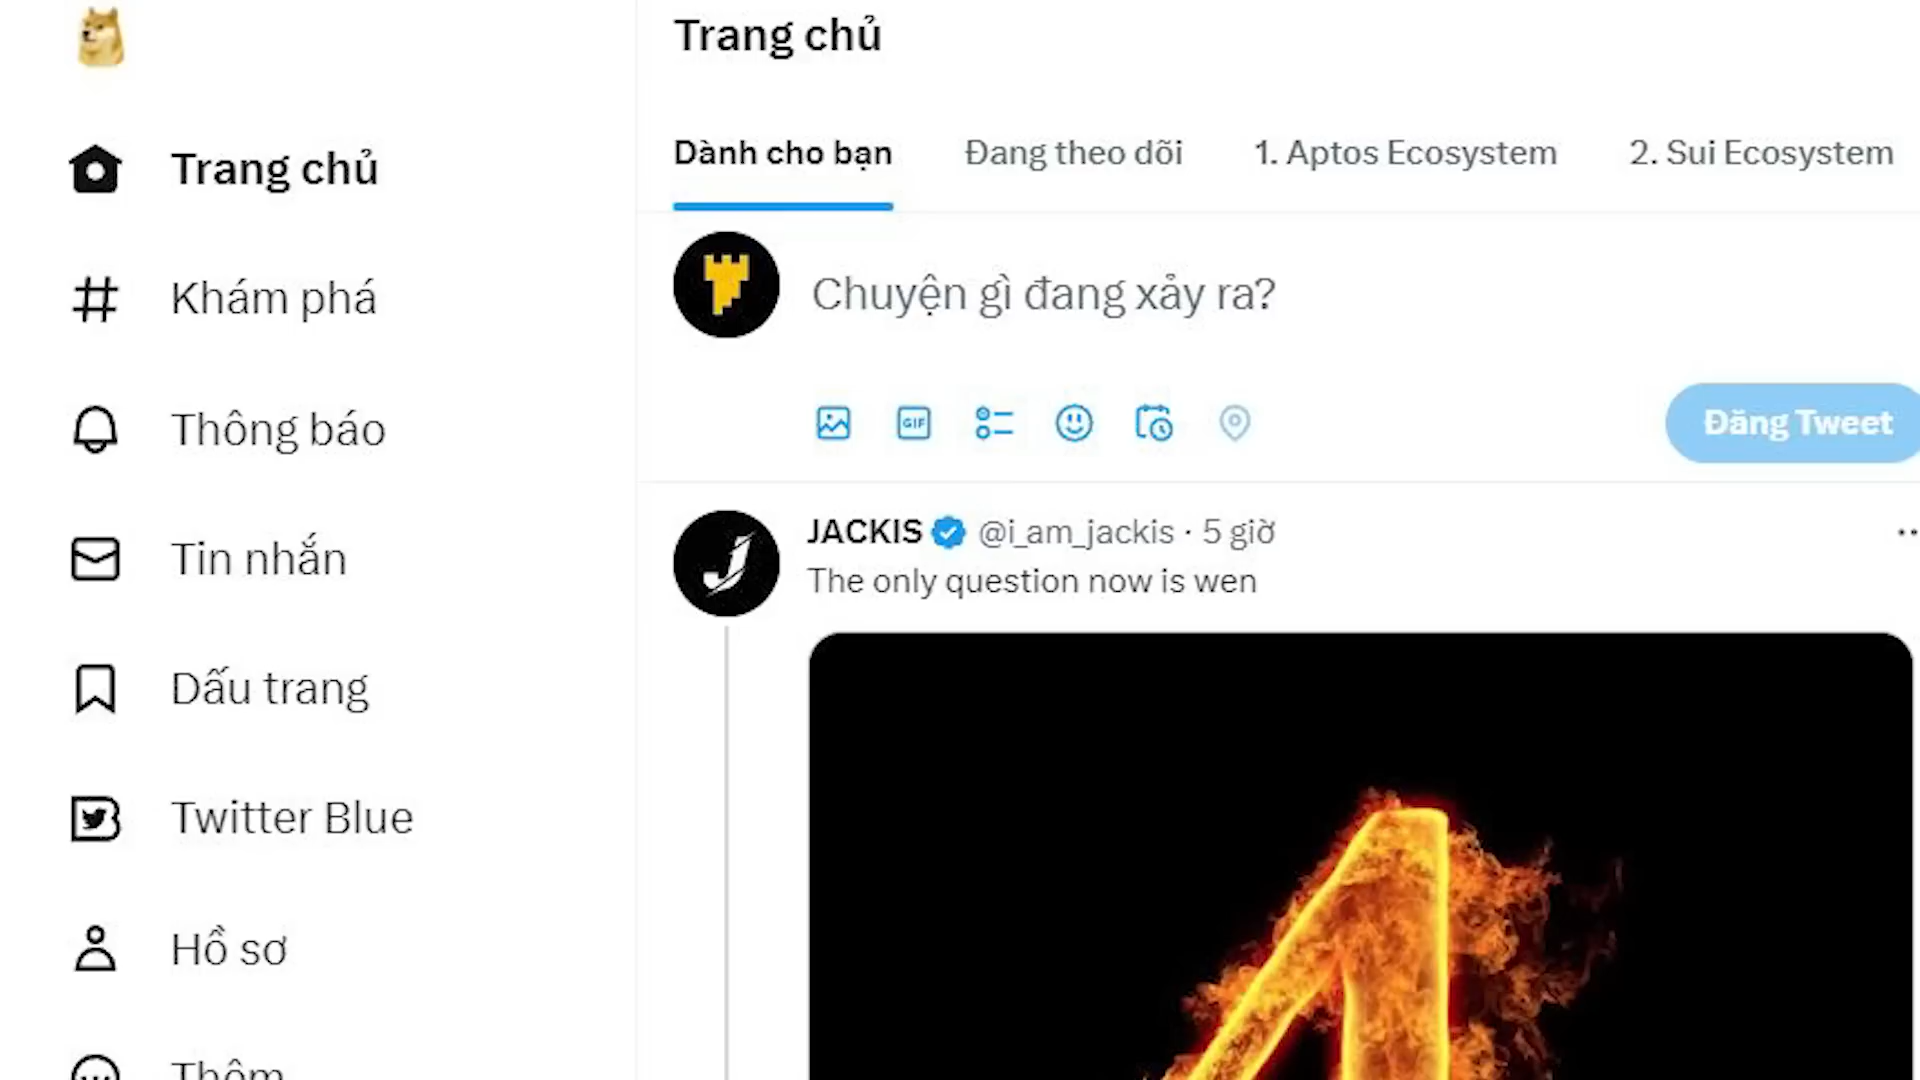 Trang chủ
Khám phá
Thông báo
Tin nhắn
Dấu trang
Twitter Blue
Hồ sơ
Thêm
Trang chủ
Dành cho bạn
Đang theo dõi
1. Aptos Ecosystem
2. Sui Ecosystem
Chuyện gì đang xảy ra?
GIF
Đăng Tweet
JACKIS @i_am_jackis · 5 giờ
The only question now is wen